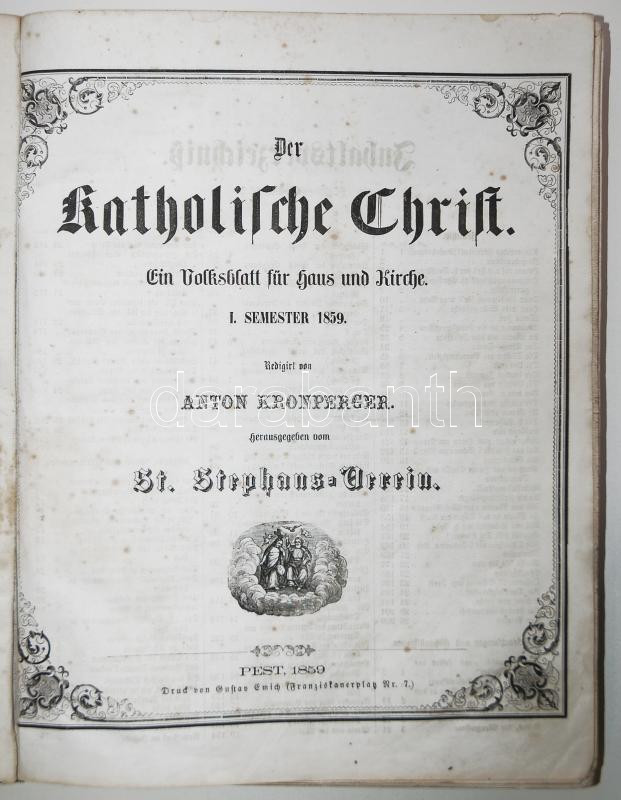 Der
Katholische Christ.
Ein Volksblatt für Haus und Kirche.
I. SEMESTER 1859.
Redigirt von
ANTON KRONPERGER.
Herausgegeben vom
St. Stephans-Verein.
PEST, 1859
Druck von Gustav Emich (Franziskanerplatz Nr. 7.)
darabanth